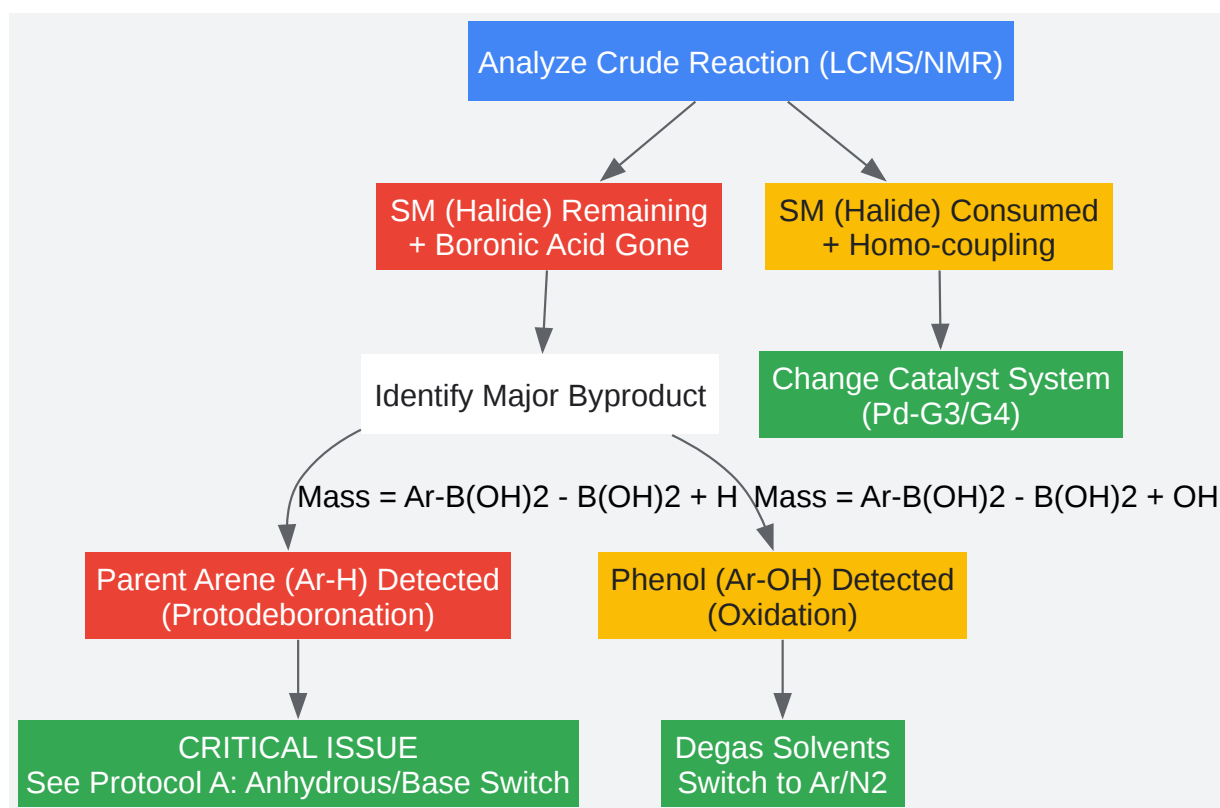 Analyze Crude Reaction (LCMS/NMR)
SM (Halide) Remaining
+ Boronic Acid Gone
SM (Halide) Consumed
+ Homo-coupling
Identify Major Byproduct
Change Catalyst System
(Pd-G3/G4)
Mass = Ar-B(OH)2 - B(OH)2 + H
Mass = Ar-B(OH)2 - B(OH)2 + OH
Parent Arene (Ar-H) Detected
(Protodeboronation)
Phenol (Ar-OH) Detected
(Oxidation)
CRITICAL ISSUE
See Protocol A: Anhydrous/Base Switch
Degas Solvents
Switch to Ar/N2